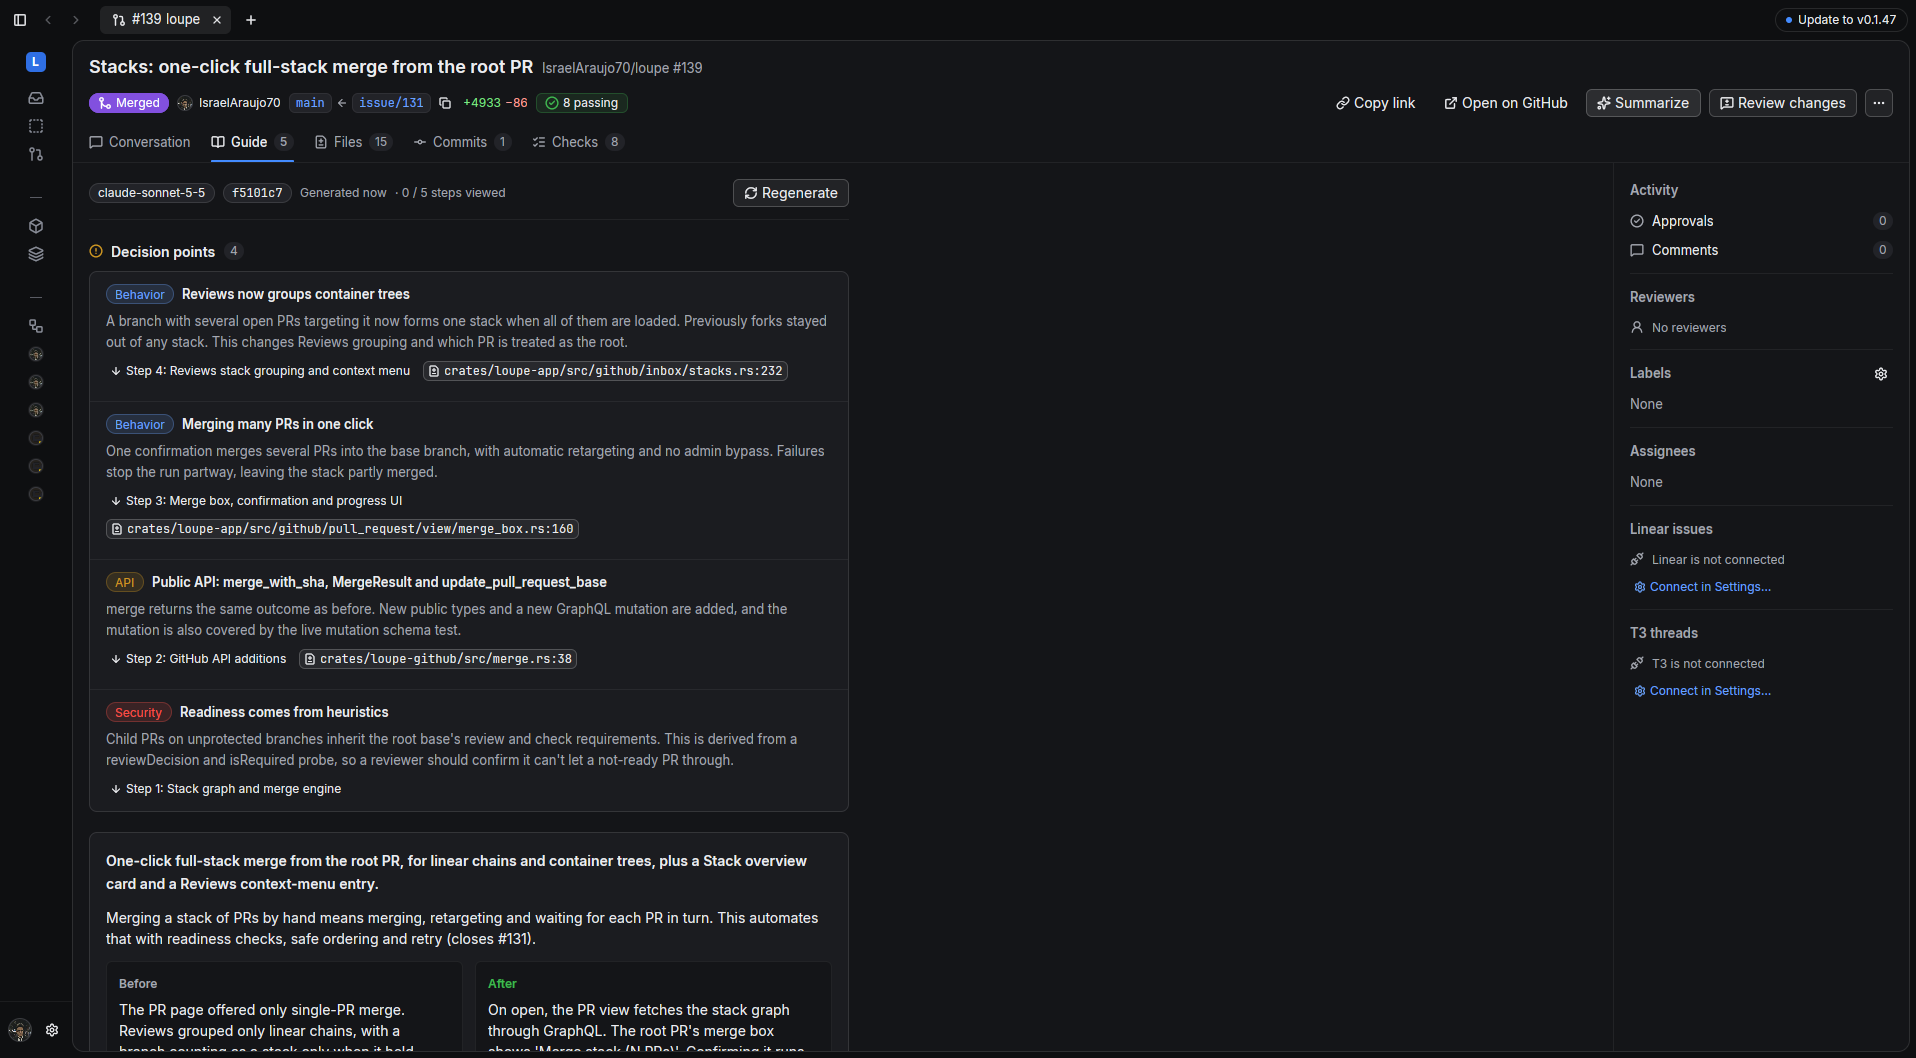 #139 loupe
Update to v0.1.47
L
Stacks: one-click full-stack merge from the root PR IsraelAraujo70/loupe #139
Merged IsraelAraujo70 main ← issue/131 +4933 −86 8 passing
Copy link Open on GitHub Summarize Review changes
Conversation Guide 5 Files 15 Commits 1 Checks 8
claude-sonnet-5-5 f5101c7 Generated now · 0 / 5 steps viewed Regenerate
Decision points 4
Behavior Reviews now groups container trees
A branch with several open PRs targeting it now forms one stack when all of them are loaded. Previously forks stayed
out of any stack. This changes Reviews grouping and which PR is treated as the root.
↓ Step 4: Reviews stack grouping and context menu crates/loupe-app/src/github/inbox/stacks.rs:232
Behavior Merging many PRs in one click
One confirmation merges several PRs into the base branch, with automatic retargeting and no admin bypass. Failures
stop the run partway, leaving the stack partly merged.
↓ Step 3: Merge box, confirmation and progress UI
crates/loupe-app/src/github/pull_request/view/merge_box.rs:160
API Public API: merge_with_sha, MergeResult and update_pull_request_base
merge returns the same outcome as before. New public types and a new GraphQL mutation are added, and the
mutation is also covered by the live mutation schema test.
↓ Step 2: GitHub API additions crates/loupe-github/src/merge.rs:38
Security Readiness comes from heuristics
Child PRs on unprotected branches inherit the root base's review and check requirements. This is derived from a
reviewDecision and isRequired probe, so a reviewer should confirm it can't let a not-ready PR through.
↓ Step 1: Stack graph and merge engine
One-click full-stack merge from the root PR, for linear chains and container trees, plus a Stack overview
card and a Reviews context-menu entry.
Merging a stack of PRs by hand means merging, retargeting and waiting for each PR in turn. This automates
that with readiness checks, safe ordering and retry (closes #131).
Before
The PR page offered only single-PR merge.
Reviews grouped only linear chains, with a
branch counting as a stack only when it held
After
On open, the PR view fetches the stack graph
through GraphQL. The root PR's merge box
shows 'Merge stack (N PRs)'. Confirming it runs
Activity
Approvals 0
Comments 0
Reviewers
No reviewers
Labels
None
Assignees
None
Linear issues
Linear is not connected
Connect in Settings...
T3 threads
T3 is not connected
Connect in Settings...